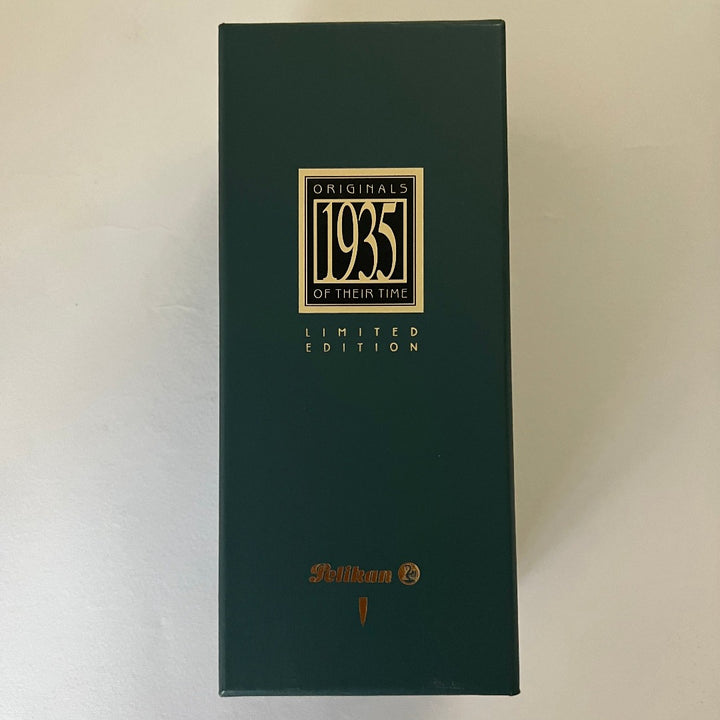 ORIGINALS
1935
OF THEIR TIME
LIMITED
EDITION
Pelikan